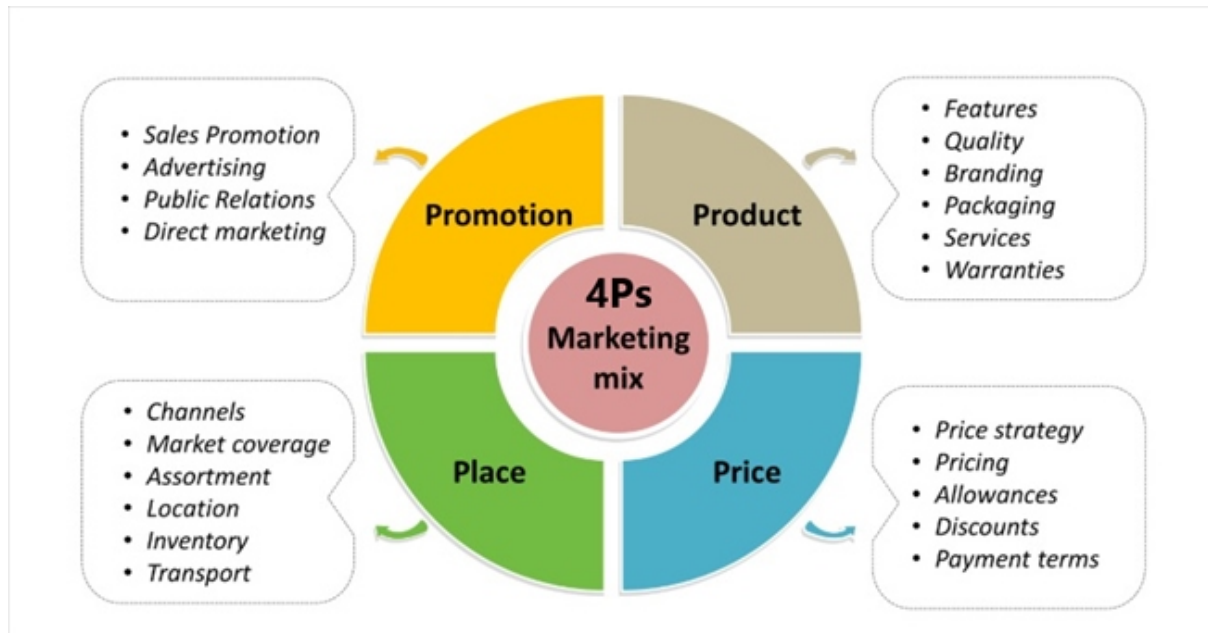 • Sales Promotion
• Advertising
• Public Relations
• Direct marketing
Promotion
Product
• Features
• Quality
• Branding
• Packaging
• Services
• Warranties
4Ps
Marketing
mix
• Channels
• Market coverage
• Assortment
• Location
• Inventory
• Transport
Place
Price
• Price strategy
• Pricing
• Allowances
• Discounts
• Payment terms